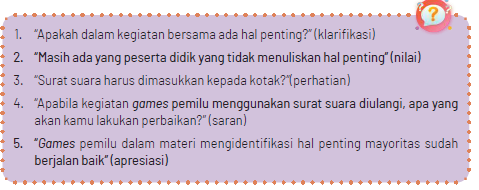 ?
1. "Apakah dalam kegiatan bersama ada hal penting?" (klarifikasi)
2. "Masih ada yang peserta didik yang tidak menuliskan hal penting" (nilai)
3. "Surat suara harus dimasukkan kepada kotak?"(perhatian)
4. "Apabila kegiatan games pemilu menggunakan surat suara diulangi, apa yang
akan kamu lakukan perbaikan?" (saran)
5. "Games pemilu dalam materi mengidentifikasi hal penting mayoritas sudah
berjalan baik" (apresiasi)